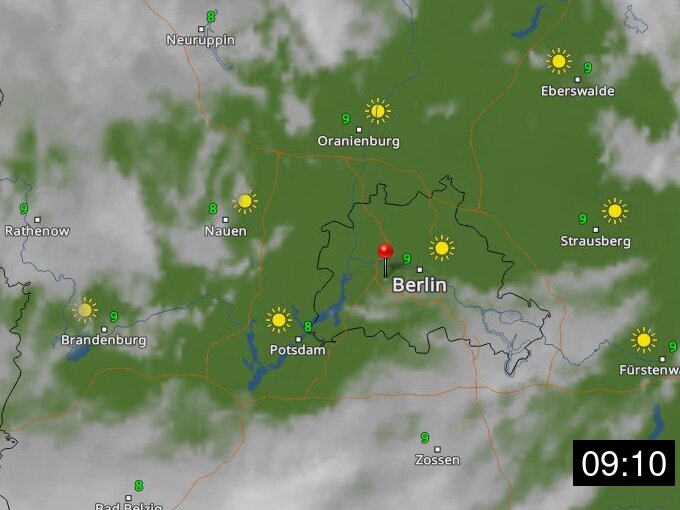 8
Neuruppin
9
Eberswalde
9
Oranienburg
9
Rathenow
8
Nauen
9
Strausberg
9
Berlin
9
Brandenburg
8
Potsdam
9
Fürstenwa
9
Zossen
09:10
8
Bad Belzig